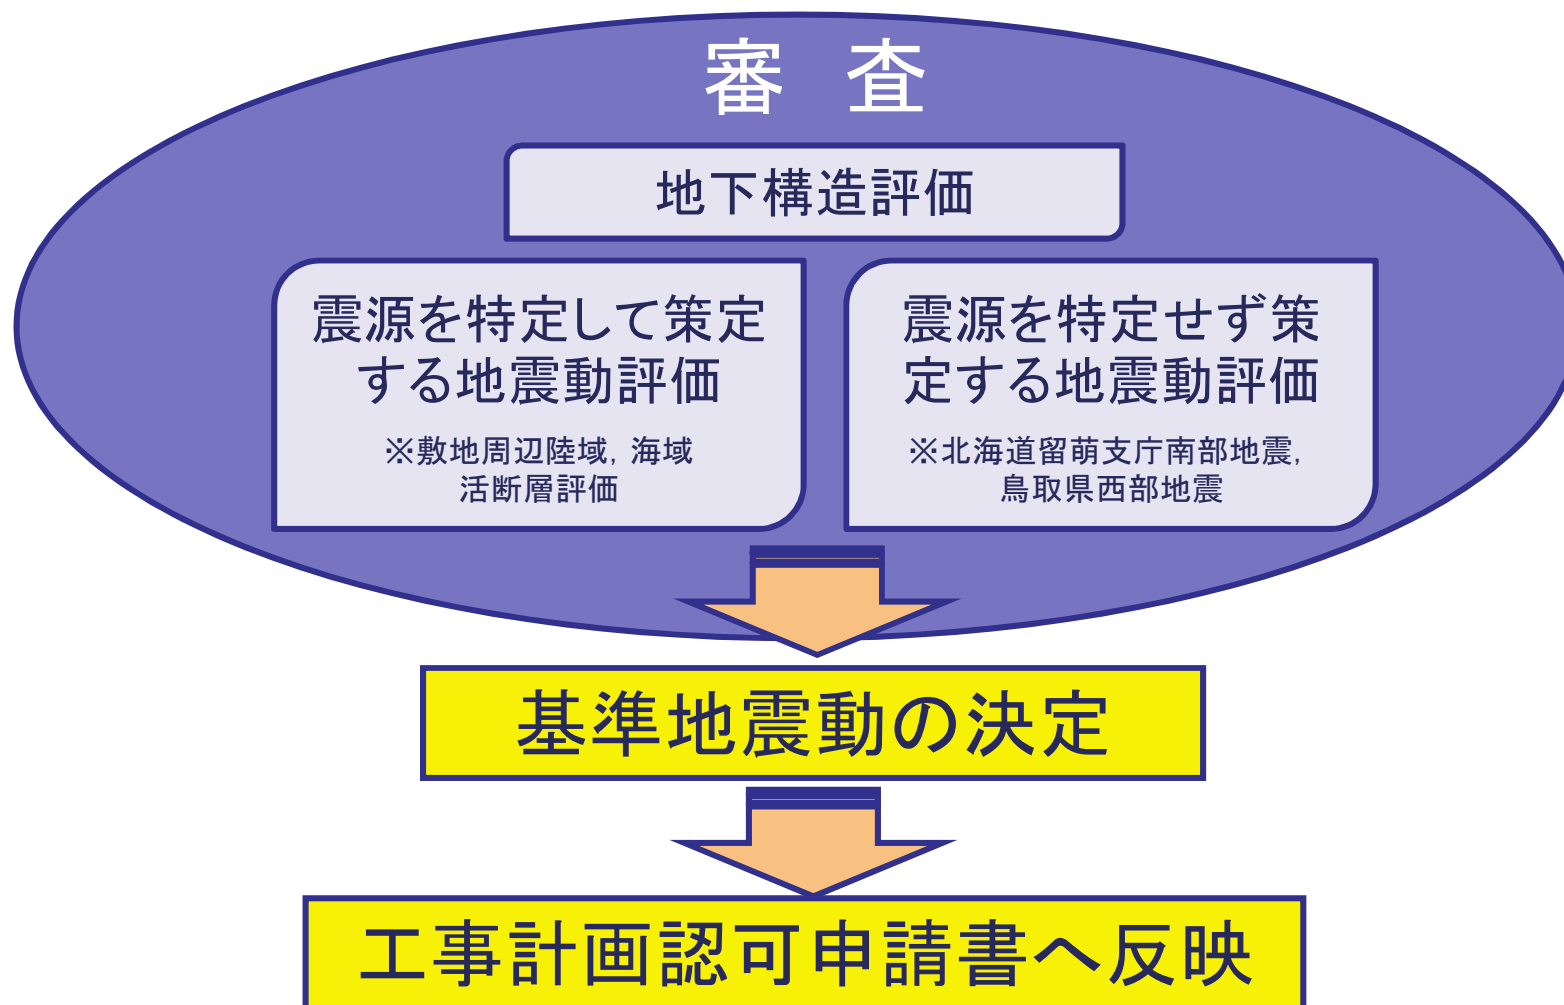 審　査
地下構造評価
震源を特定して策定
する地震動評価
※敷地周辺陸域，海域
活断層評価
震源を特定せず策
定する地震動評価
※北海道留萌支庁南部地震，
鳥取県西部地震
基準地震動の決定
工事計画認可申請書へ反映